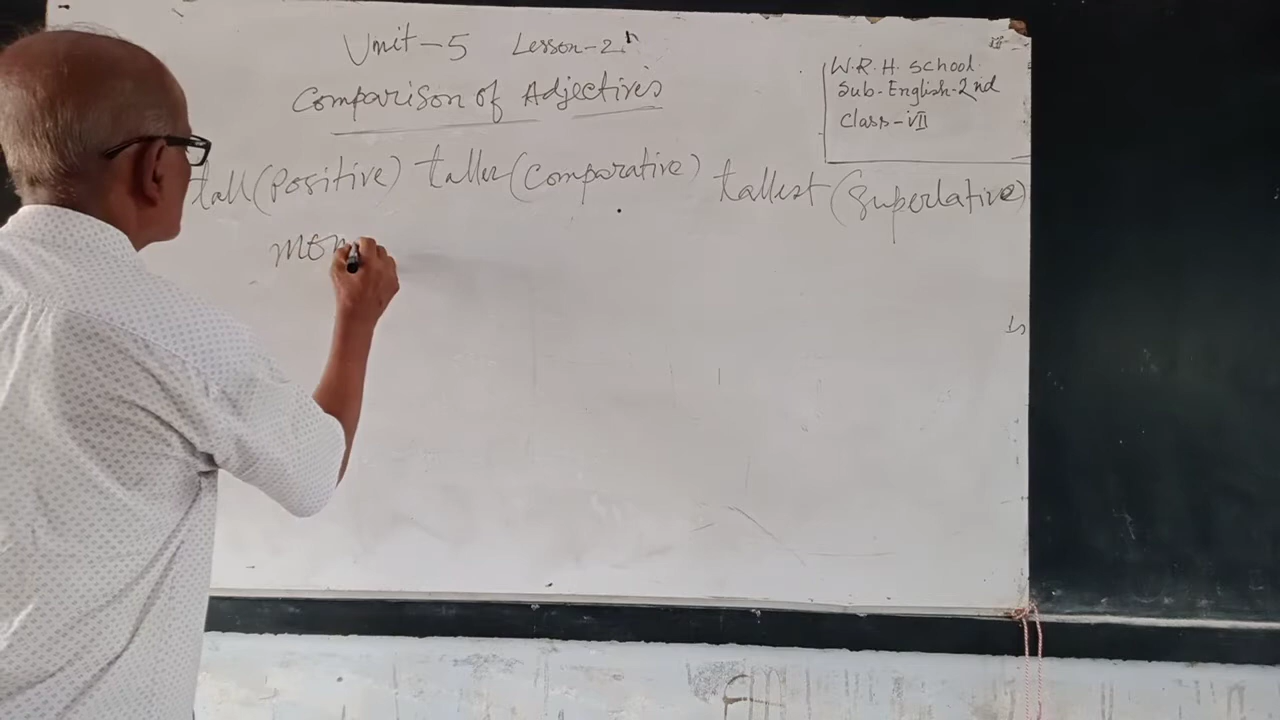 Unit-5 Lesson-2
Comparison of Adjectives
W.R.H. School.
Sub-English-2nd
Class-VII
tall (Positive) taller (Comparative) tallest (Superlative)